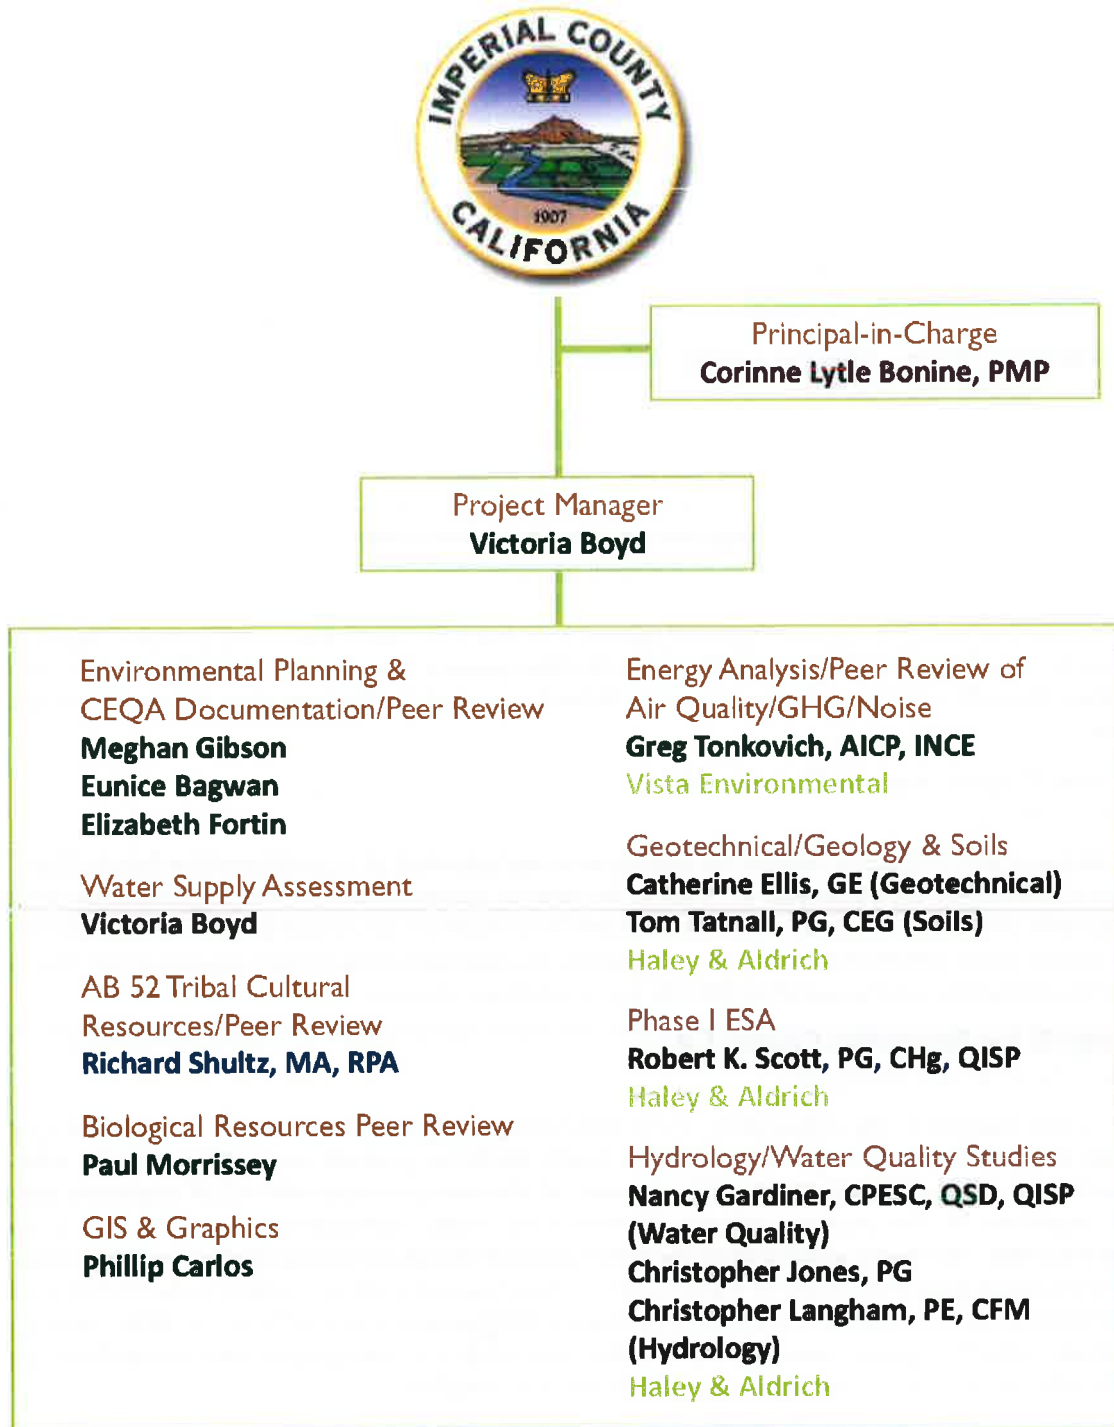 IMPERIAL COUNTY
1907
CALIFORNIA
Principal-in-Charge
Corinne Lytle Bonine, PMP
Project Manager
Victoria Boyd
Environmental Planning &
CEQA Documentation/Peer Review
Meghan Gibson
Eunice Bagwan
Elizabeth Fortin
Water Supply Assessment
Victoria Boyd
AB 52 Tribal Cultural
Resources/Peer Review
Richard Shultz, MA, RPA
Biological Resources Peer Review
Paul Morrissey
GIS & Graphics
Phillip Carlos
Energy Analysis/Peer Review of
Air Quality/GHG/Noise
Greg Tonkovich, AICP, INCE
Vista Environmental
Geotechnical/Geology & Soils
Catherine Ellis, GE (Geotechnical)
Tom Tatnall, PG, CEG (Soils)
Haley & Aldrich
Phase I ESA
Robert K. Scott, PG, CHg, QISP
Haley & Aldrich
Hydrology/Water Quality Studies
Nancy Gardiner, CPESC, QSD, QISP
(Water Quality)
Christopher Jones, PG
Christopher Langham, PE, CFM
(Hydrology)
Haley & Aldrich